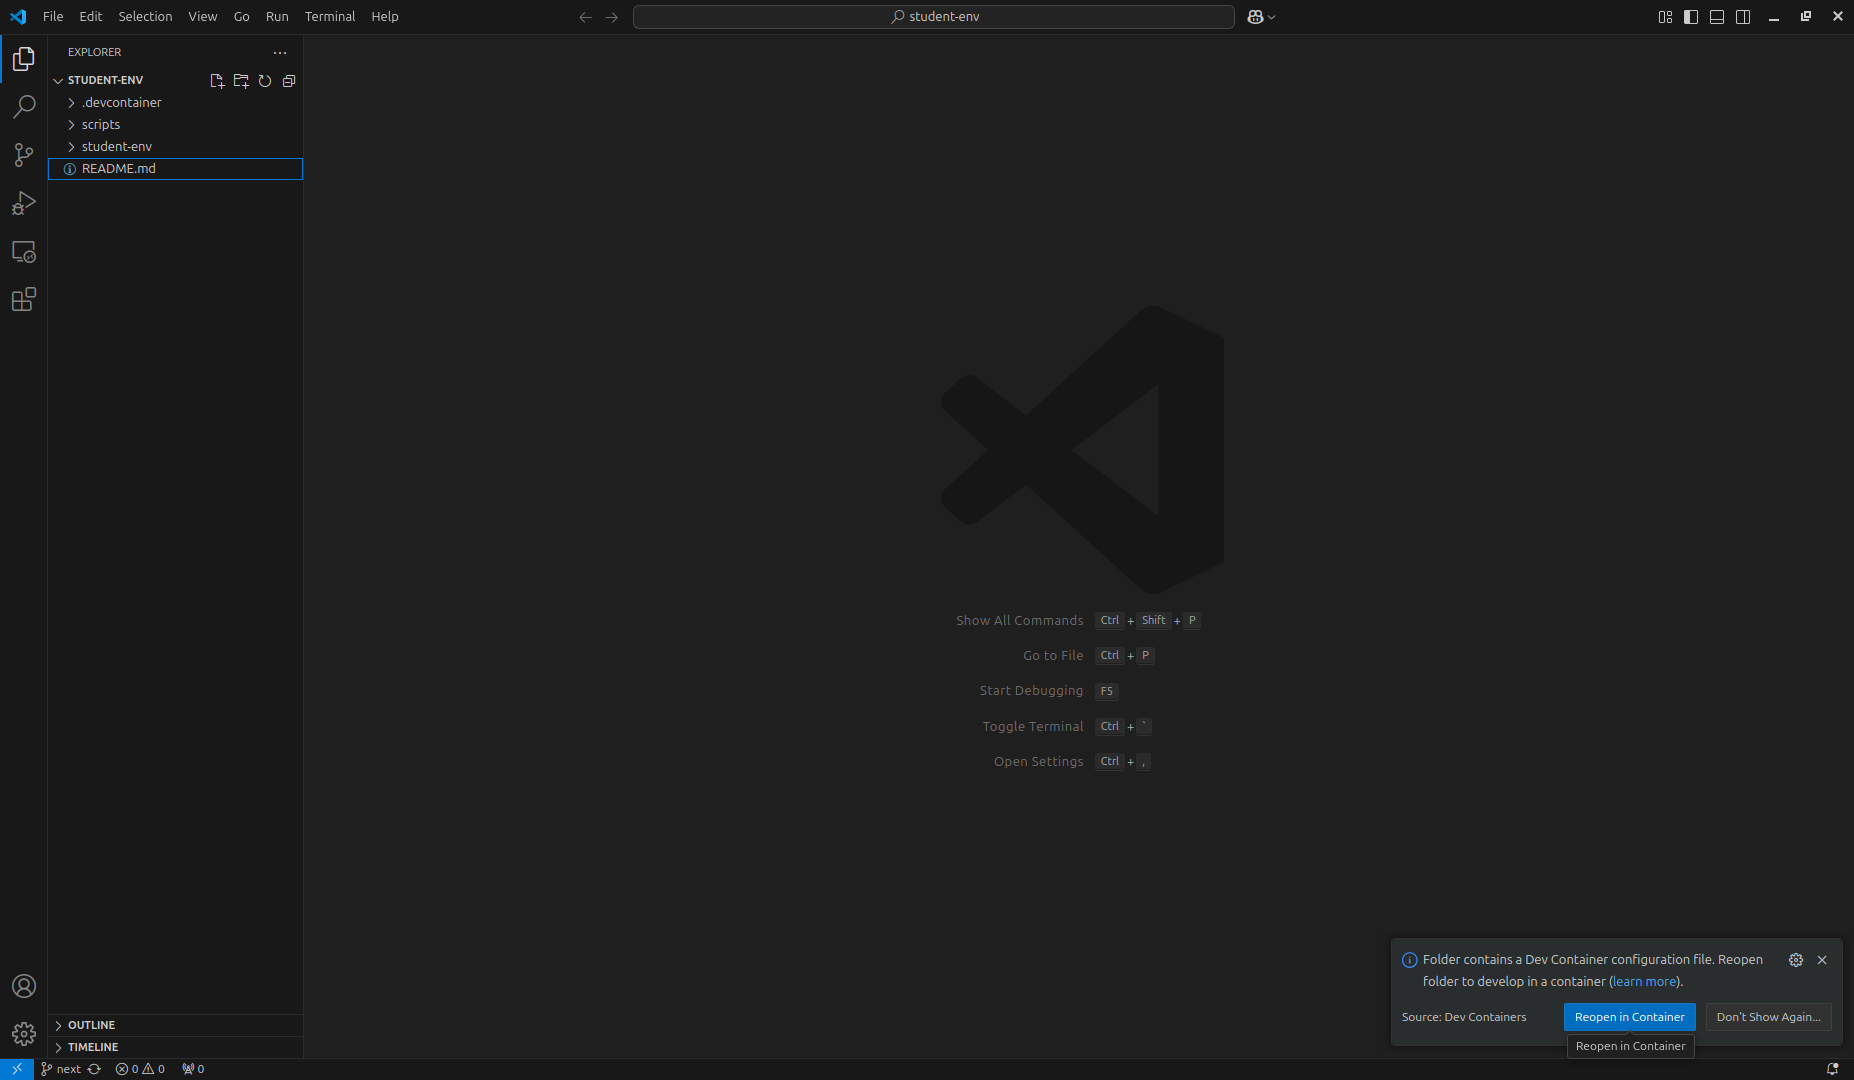 File Edit Selection View Go Run Terminal Help
student-env
EXPLORER
STUDENT-ENV
.devcontainer
scripts
student-env
README.md
Show All Commands Ctrl + Shift + P
Go to File Ctrl + P
Start Debugging F5
Toggle Terminal Ctrl + `
Open Settings Ctrl + ,
Folder contains a Dev Container configuration file. Reopen
folder to develop in a container (learn more).
Source: Dev Containers Reopen in Container Don't Show Again...
Reopen in Container
OUTLINE
TIMELINE
next 0 0 0